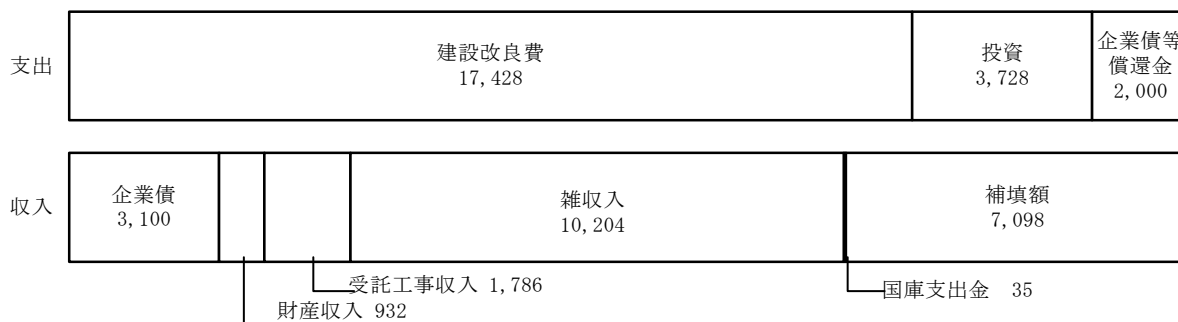 支出
建設改良費
17,428
投資
3,728
企業債等
償還金
2,000
収入
企業債
3,100
雑収入
10,204
補填額
7,098
受託工事収入 1,786
財産収入 932
国庫支出金 35